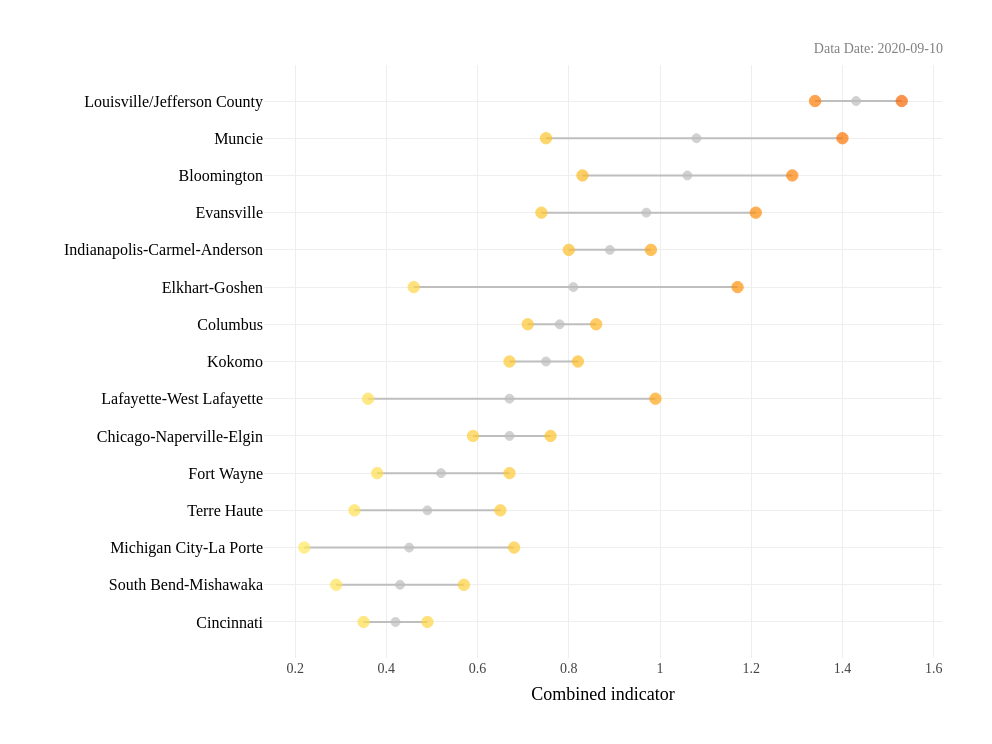 Data Date: 2020-09-10
Louisville/Jefferson County
Muncie
Bloomington
Evansville
Indianapolis-Carmel-Anderson
Elkhart-Goshen
Columbus
Kokomo
Lafayette-West Lafayette
Chicago-Naperville-Elgin
Fort Wayne
Terre Haute
Michigan City-La Porte
South Bend-Mishawaka
Cincinnati
0.2 0.4 0.6 0.8 1 1.2 1.4 1.6
Combined indicator